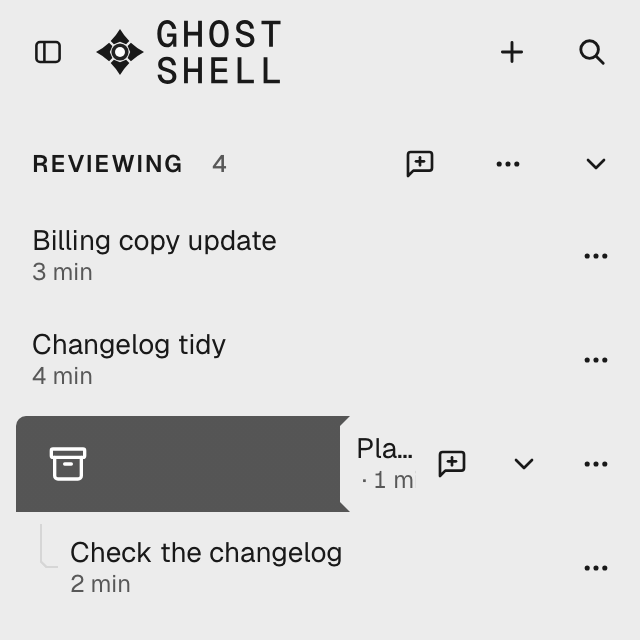 GHOST
SHELL
REVIEWING 4
Billing copy update
3 min
Changelog tidy
4 min
Pla...
· 1 m
Check the changelog
2 min